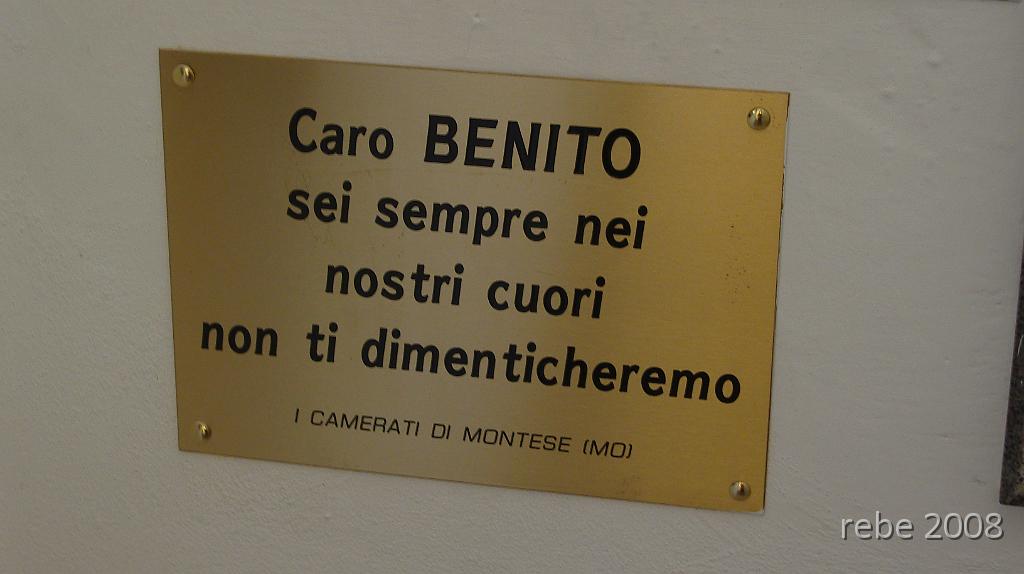 Caro BENITO
sei sempre nei
nostri cuori
non ti dimenticheremo
I CAMERATI DI MONTESE (MO)
rebe 2008